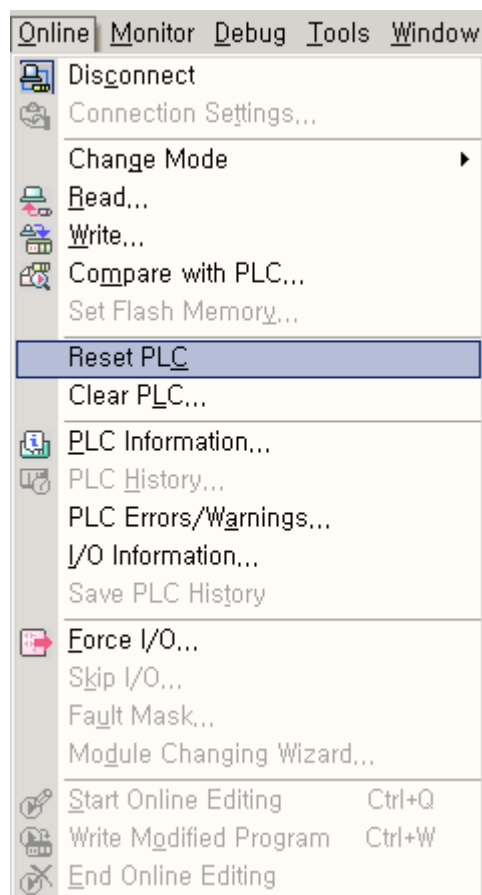 Online Monitor Debug Tools Window
Disconnect
Connection Settings...
Change Mode
Read...
Write...
Compare with PLC...
Set Flash Memory...
Reset PLC
Clear PLC...
PLC Information...
PLC History...
PLC Errors/Warnings...
I/O Information...
Save PLC History
Force I/O...
Skip I/O...
Fault Mask...
Module Changing Wizard...
Start Online Editing Ctrl+Q
Write Modified Program Ctrl+W
End Online Editing